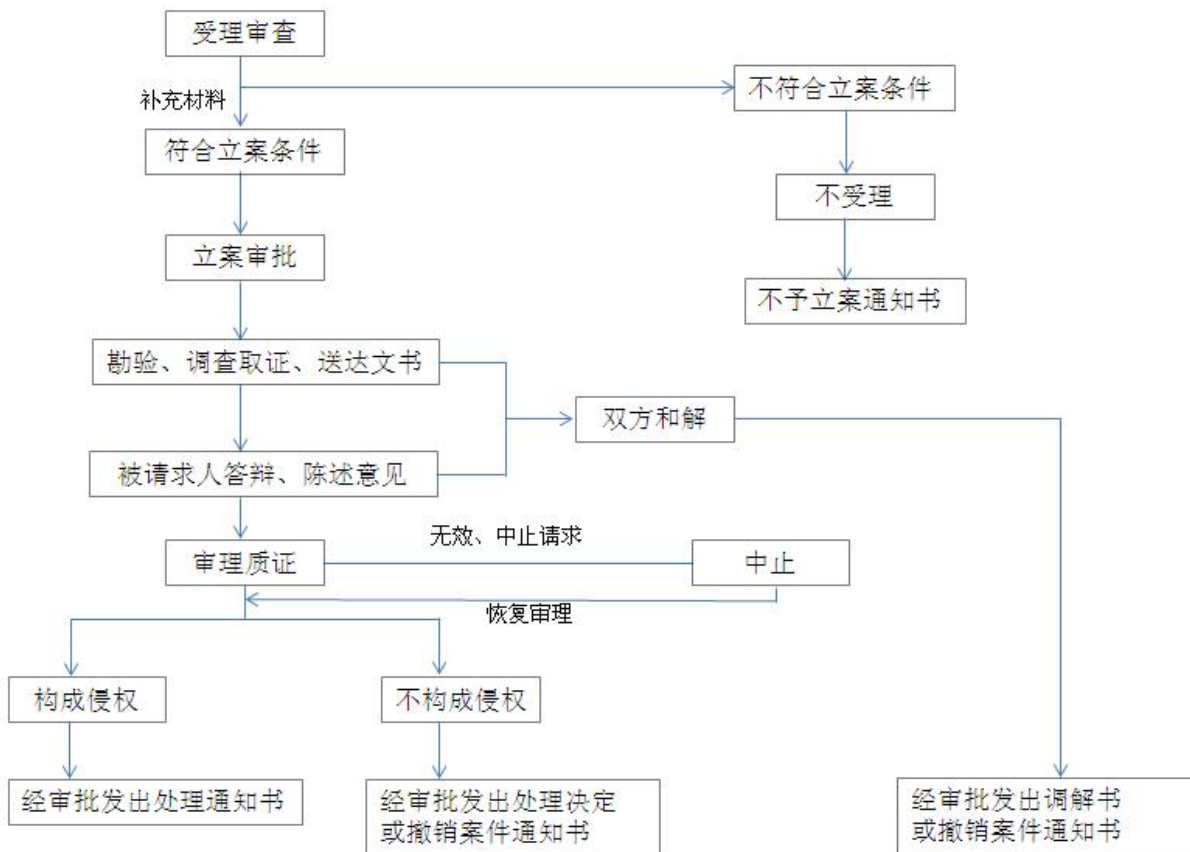 受理审查
补充材料
不符合立案条件
符合立案条件
不受理
立案审批
不予立案通知书
勘验、调查取证、送达文书
双方和解
被请求人答辩、陈述意见
无效、中止请求
审理质证
中止
恢复审理
构成侵权
不构成侵权
经审批发出处理通知书
经审批发出处理决定
或撤销案件通知书
经审批发出调解书
或撤销案件通知书